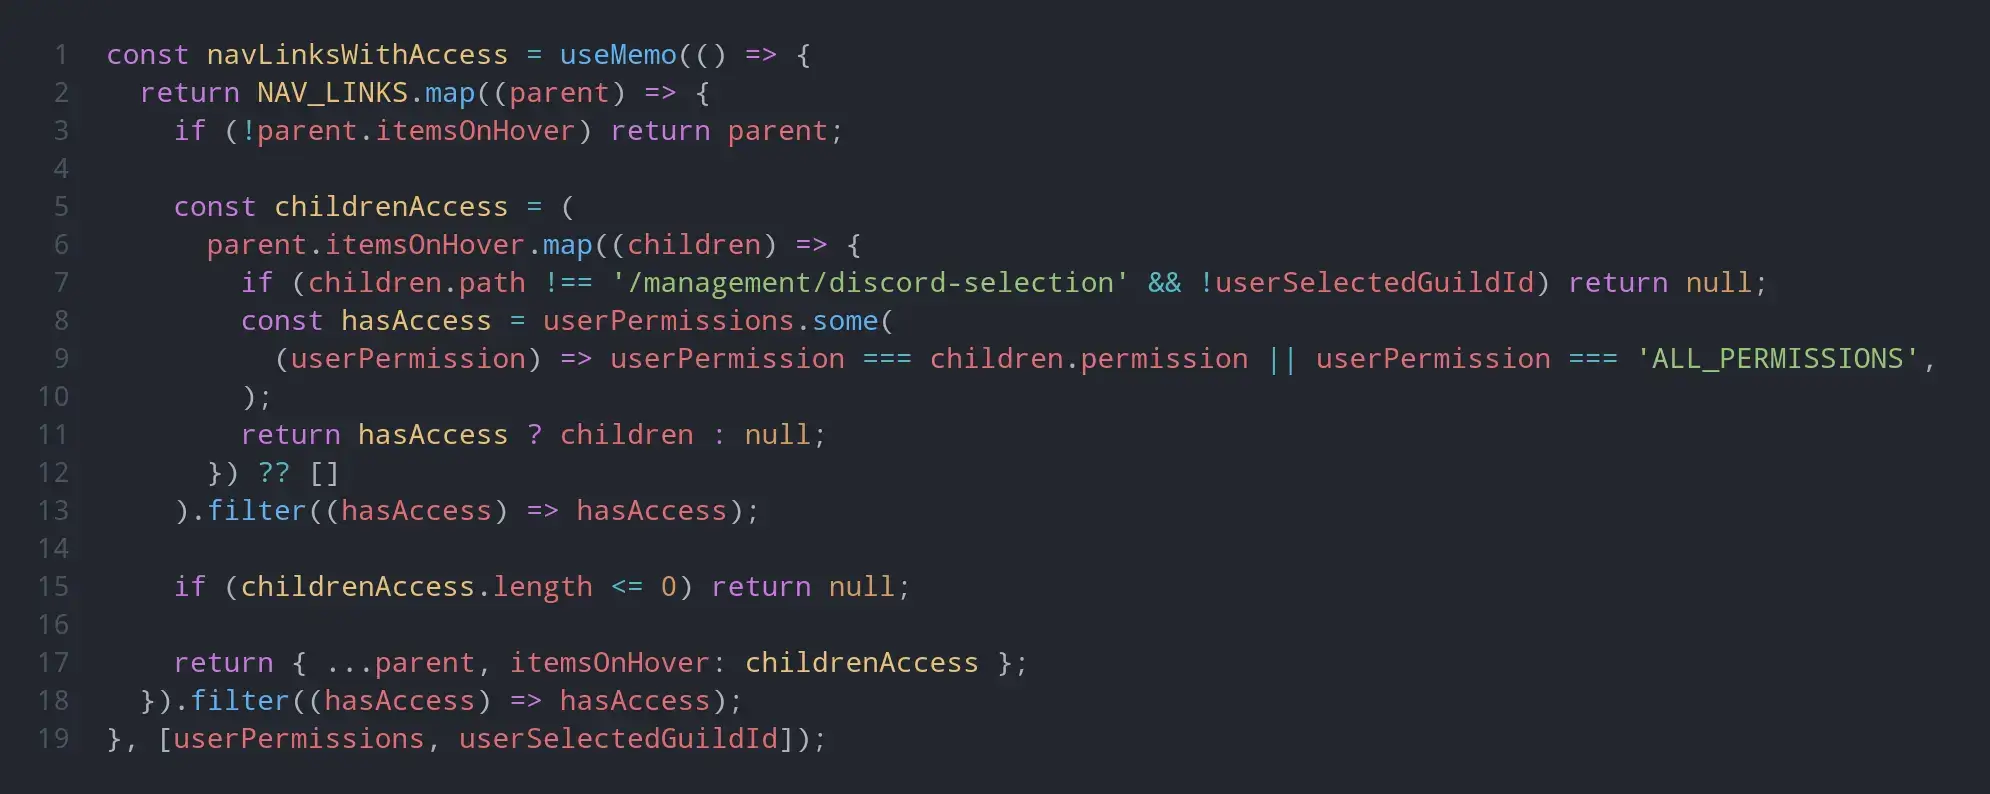 1 const navLinksWithAccess = useMemo(() => {
2   return NAV_LINKS.map((parent) => {
3     if (!parent.itemsOnHover) return parent;
4
5     const childrenAccess = (
6       parent.itemsOnHover.map((children) => {
7         if (children.path !== '/management/discord-selection' && !userSelectedGuildId) return null;
8         const hasAccess = userPermissions.some(
9           (userPermission) => userPermission === children.permission || userPermission === 'ALL_PERMISSIONS',
10         );
11         return hasAccess ? children : null;
12       }) ?? []
13     ).filter((hasAccess) => hasAccess);
14
15     if (childrenAccess.length <= 0) return null;
16
17     return { ...parent, itemsOnHover: childrenAccess };
18   }).filter((hasAccess) => hasAccess);
19 }, [userPermissions, userSelectedGuildId]);